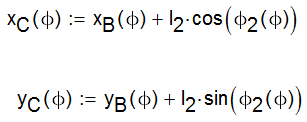 x_C(ϕ) := x_B(ϕ) + l_2·cos(ϕ_2(ϕ))
y_C(ϕ) := y_B(ϕ) + l_2·sin(ϕ_2(ϕ))